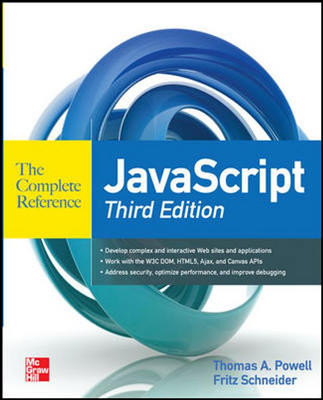 The
Complete
Reference
JavaScript
Third Edition
• Develop complex and interactive Web sites and applications
• Work with the W3C DOM, HTML5, Ajax, and Canvas APIs
• Address security, optimize performance, and improve debugging
Mc
Graw
Hill
Thomas A. Powell
Fritz Schneider